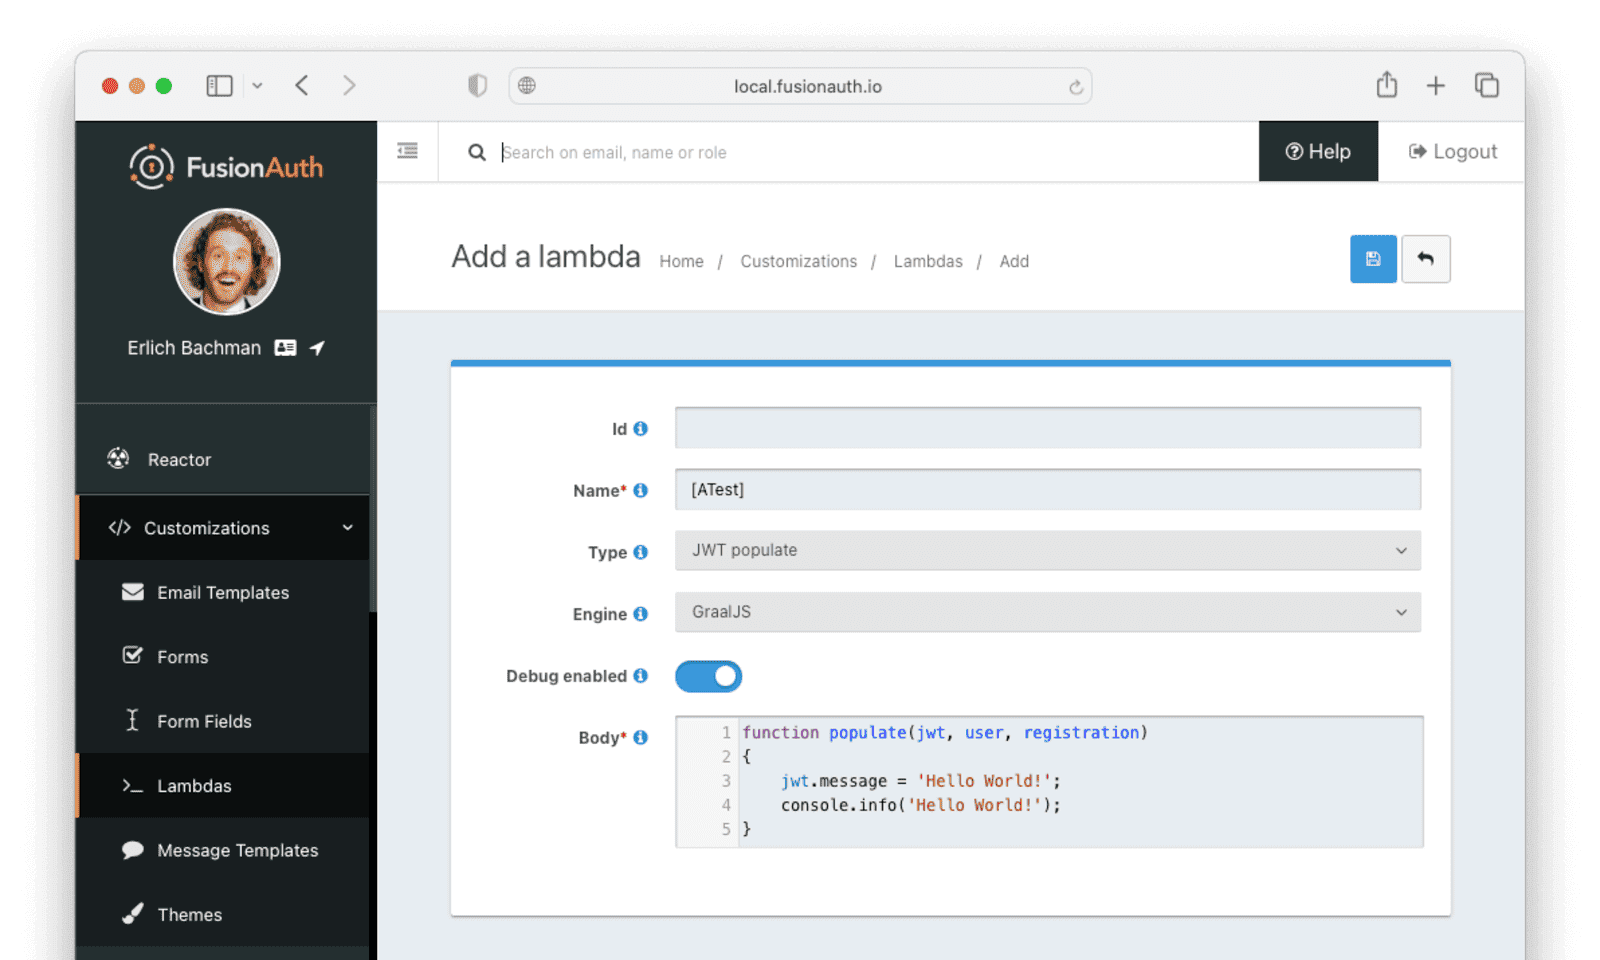 local.fusionauth.io
FusionAuth
Search on email, name or role
Help
Logout
Erlich Bachman
Reactor
Customizations
Email Templates
Forms
Form Fields
Lambdas
Message Templates
Themes
Add a lambda
Home / Customizations / Lambdas / Add
Id
Name* [ATest]
Type JWT populate
Engine GraalJS
Debug enabled
Body*
1 function populate(jwt, user, registration)
2 {
3     jwt.message = 'Hello World!';
4     console.info('Hello World!');
5 }